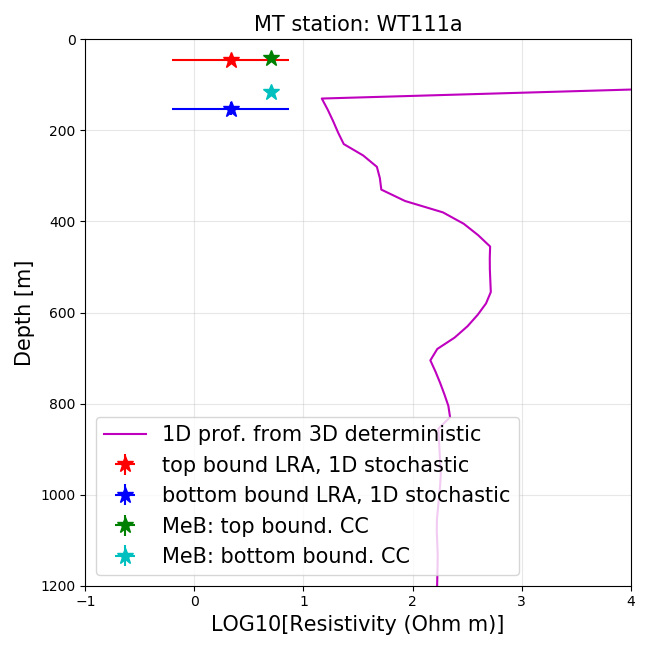 MT station: WT111a
0
200
400
600
800
1000
1200
Depth [m]
1D prof. from 3D deterministic
top bound LRA, 1D stochastic
bottom bound LRA, 1D stochastic
MeB: top bound. CC
MeB: bottom bound. CC
−1 0 1 2 3 4
LOG10[Resistivity (Ohm m)]